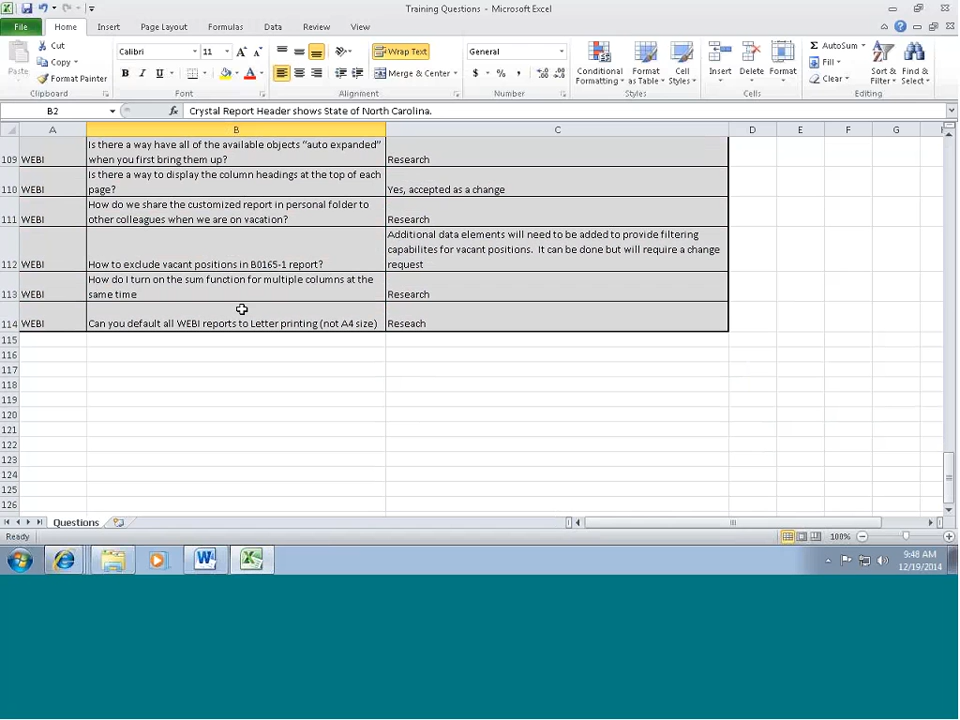 Training Questions - Microsoft Excel
File Home Insert Page Layout Formulas Data Review View
Paste
Cut
Copy
Format Painter
Clipboard
Calibri 11
B I U A A A
Font
Wrap Text
Merge & Center
Alignment
General
$ % ,
Number
Conditional Formatting
Format as Table
Cell Styles
Styles
Insert Delete Format
Cells
AutoSum
Fill
Clear
Sort & Filter
Find & Select
Editing
B2 fx Crystal Report Header shows State of North Carolina.
A B C D E F G
109 WEBI Is there a way have all of the available objects “auto expanded”
when you first bring them up? Research
110 WEBI Is there a way to display the column headings at the top of each
page? Yes, accepted as a change
111 WEBI How do we share the customized report in personal folder to
other colleagues when we are on vacation? Research
112 WEBI How to exclude vacant positions in B0165-1 report? Additional data elements will need to be added to provide filtering
capabilites for vacant positions. It can be done but will require a change
request
113 WEBI How do I turn on the sum function for multiple columns at the
same time Research
114 WEBI Can you default all WEBI reports to Letter printing (not A4 size) Reseach
115
116
117
118
119
120
121
122
123
124
125
126
Questions
Ready 100%
9:48 AM
12/19/2014